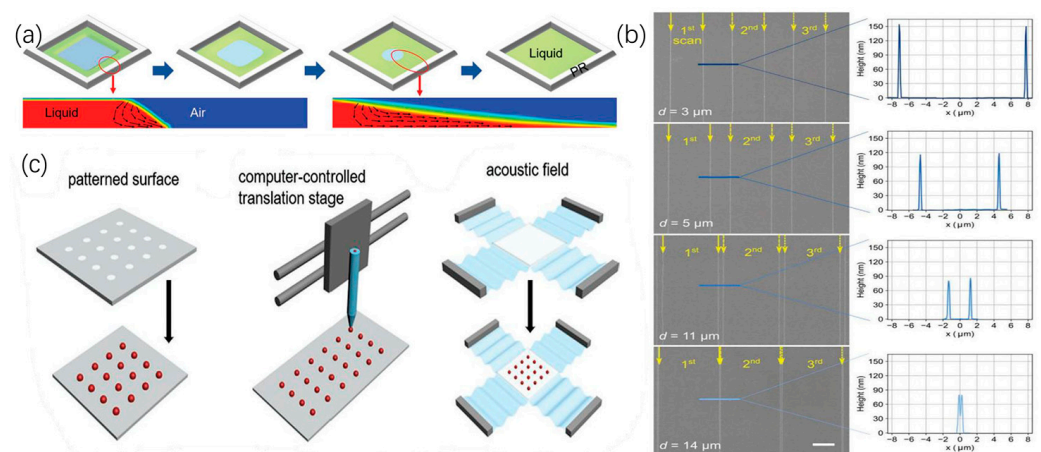 (a)
Liquid
PR
Liquid
Air
(b)
1st
scan
2nd
3rd
d = 3 μm
Height (nm)
150
120
90
60
30
0
−8 −6 −4 −2 0 2 4 6 8
x (μm)
1st
2nd
3rd
d = 5 μm
Height (nm)
150
120
90
60
30
0
−8 −6 −4 −2 0 2 4 6 8
x (μm)
1st
2nd
3rd
d = 11 μm
Height (nm)
150
120
90
60
30
0
−8 −6 −4 −2 0 2 4 6 8
x (μm)
1st
2nd
3rd
d = 14 μm
Height (nm)
150
120
90
60
30
0
−8 −6 −4 −2 0 2 4 6 8
x (μm)
(c)
patterned surface
computer-controlled
translation stage
acoustic field